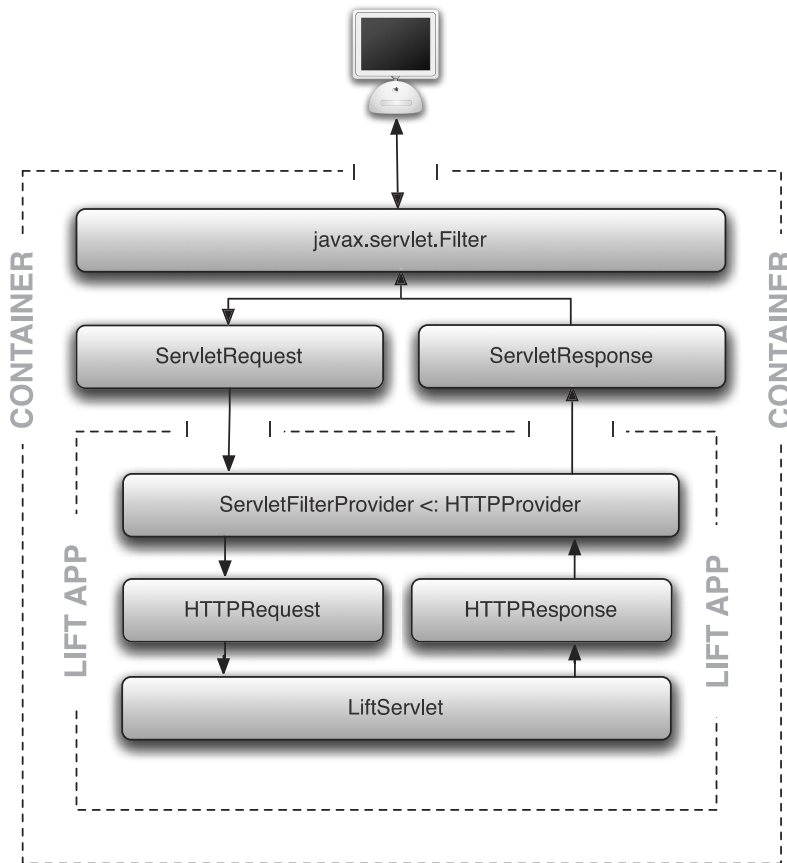 javax.servlet.Filter
CONTAINER
CONTAINER
ServletRequest
ServletResponse
ServletFilterProvider <: HTTPProvider
LIFT APP
LIFT APP
HTTPRequest
HTTPResponse
LiftServlet